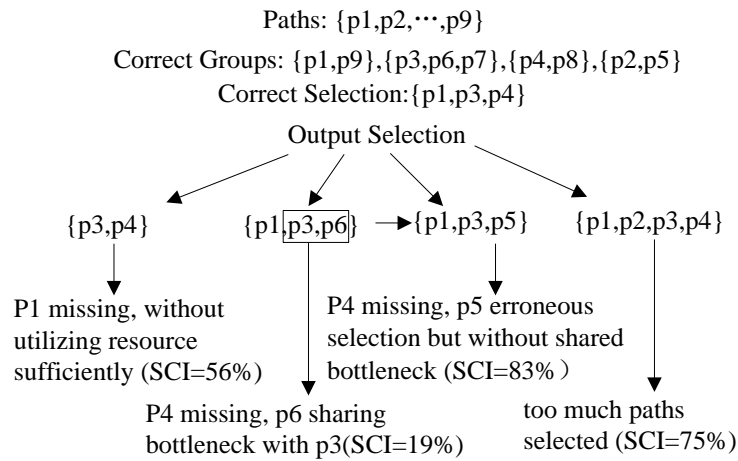 Paths: {p1,p2,⋯,p9}
Correct Groups: {p1,p9},{p3,p6,p7},{p4,p8},{p2,p5}
Correct Selection:{p1,p3,p4}
Output Selection
{p3,p4}
{p1,p3,p6}
{p1,p3,p5}
{p1,p2,p3,p4}
P1 missing, without
utilizing resource
sufficiently (SCI=56%)
P4 missing, p6 sharing
bottleneck with p3(SCI=19%)
P4 missing, p5 erroneous
selection but without shared
bottleneck (SCI=83%）
too much paths
selected (SCI=75%)